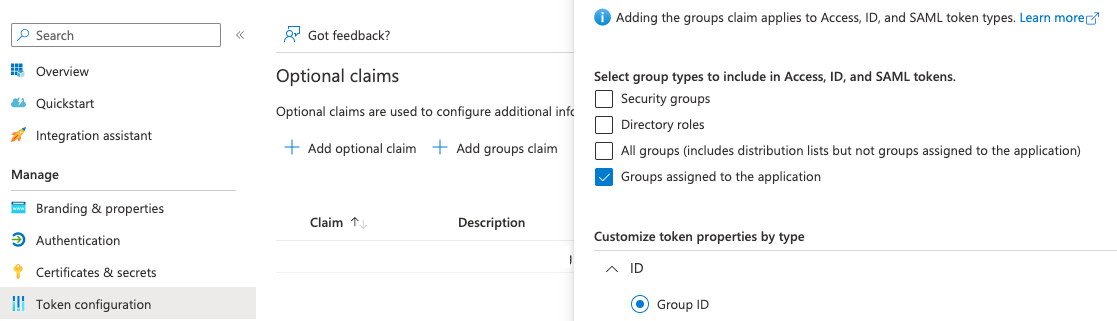 Search
Overview
Quickstart
Integration assistant
Manage
Branding & properties
Authentication
Certificates & secrets
Token configuration
Got feedback?
Optional claims
Optional claims are used to configure additional info
Add optional claim
Add groups claim
Claim
Description
Adding the groups claim applies to Access, ID, and SAML token types. Learn more
Select group types to include in Access, ID, and SAML tokens.
Security groups
Directory roles
All groups (includes distribution lists but not groups assigned to the application)
Groups assigned to the application
Customize token properties by type
ID
Group ID